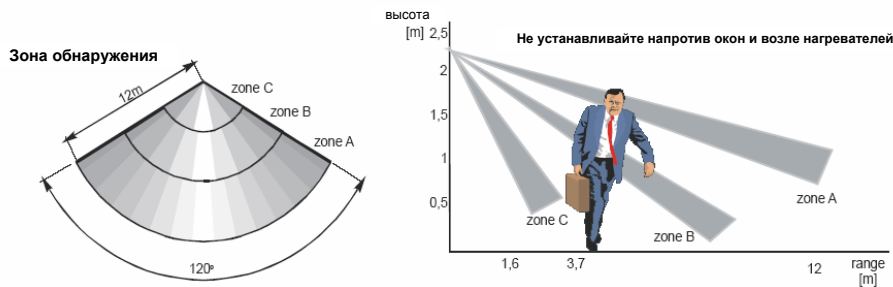 Зона обнаружения
12m
zone C
zone B
zone A
120°
высота
[m]
2,5
Не устанавливайте напротив окон и возле нагревателей
2
1,5
1
0,5
zone A
zone C
zone B
1,6
3,7
12
range
[m]